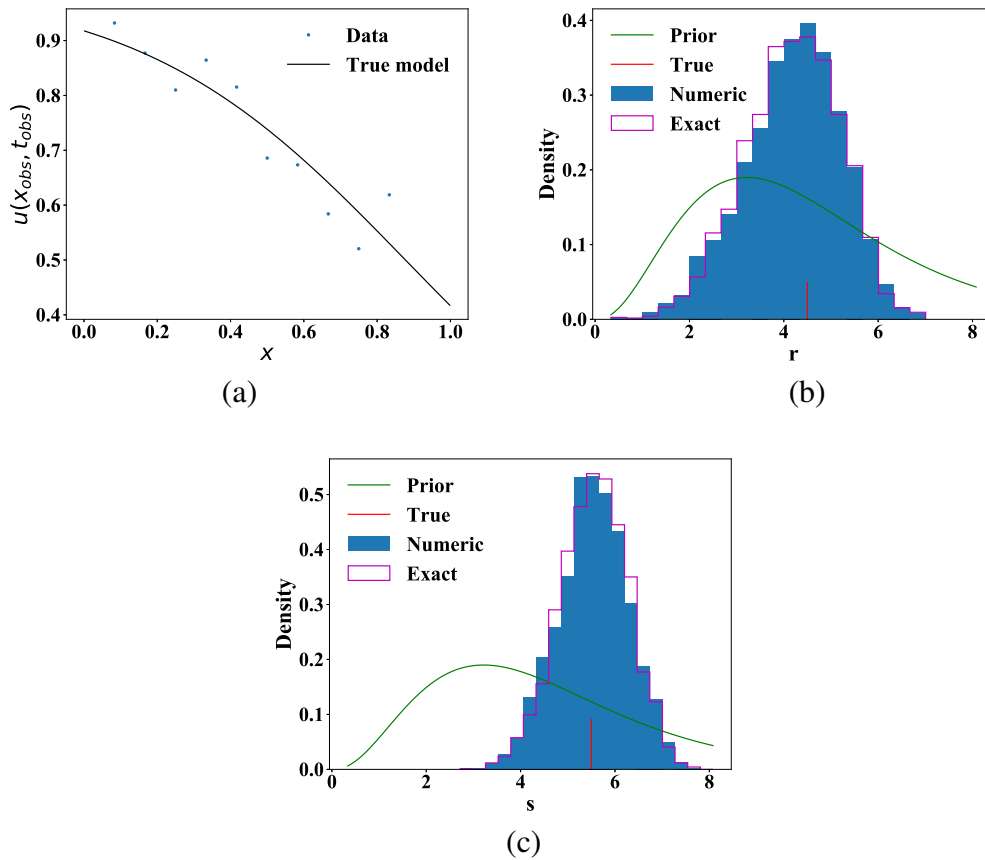 0.9
0.8
0.7
0.6
0.5
0.4
u(x_obs, t_obs)
Data
True model
0.0 0.2 0.4 0.6 0.8 1.0
x
(a)
0.4
0.3
0.2
0.1
0.0
Density
Prior
True
Numeric
Exact
0 2 4 6 8
r
(b)
0.5
0.4
0.3
0.2
0.1
0.0
Density
Prior
True
Numeric
Exact
0 2 4 6 8
s
(c)